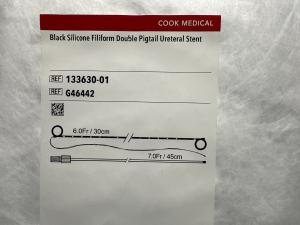 COOK MEDICAL
Black Silicone Filiform Double Pigtail Ureteral Stent
REF 133630-01
REF G46442
6.0Fr / 30cm
7.0Fr / 45cm